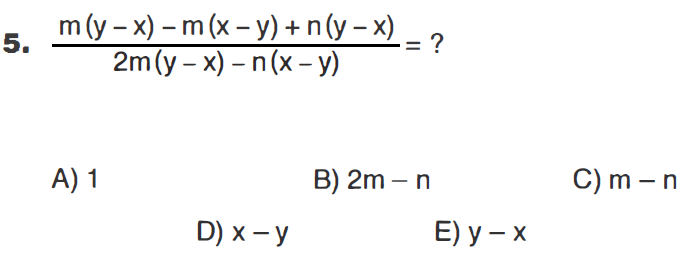 5. m(y – x) – m(x – y) + n(y – x)
2m(y – x) – n(x – y)
= ?
A) 1 B) 2m – n C) m – n
D) x – y E) y – x